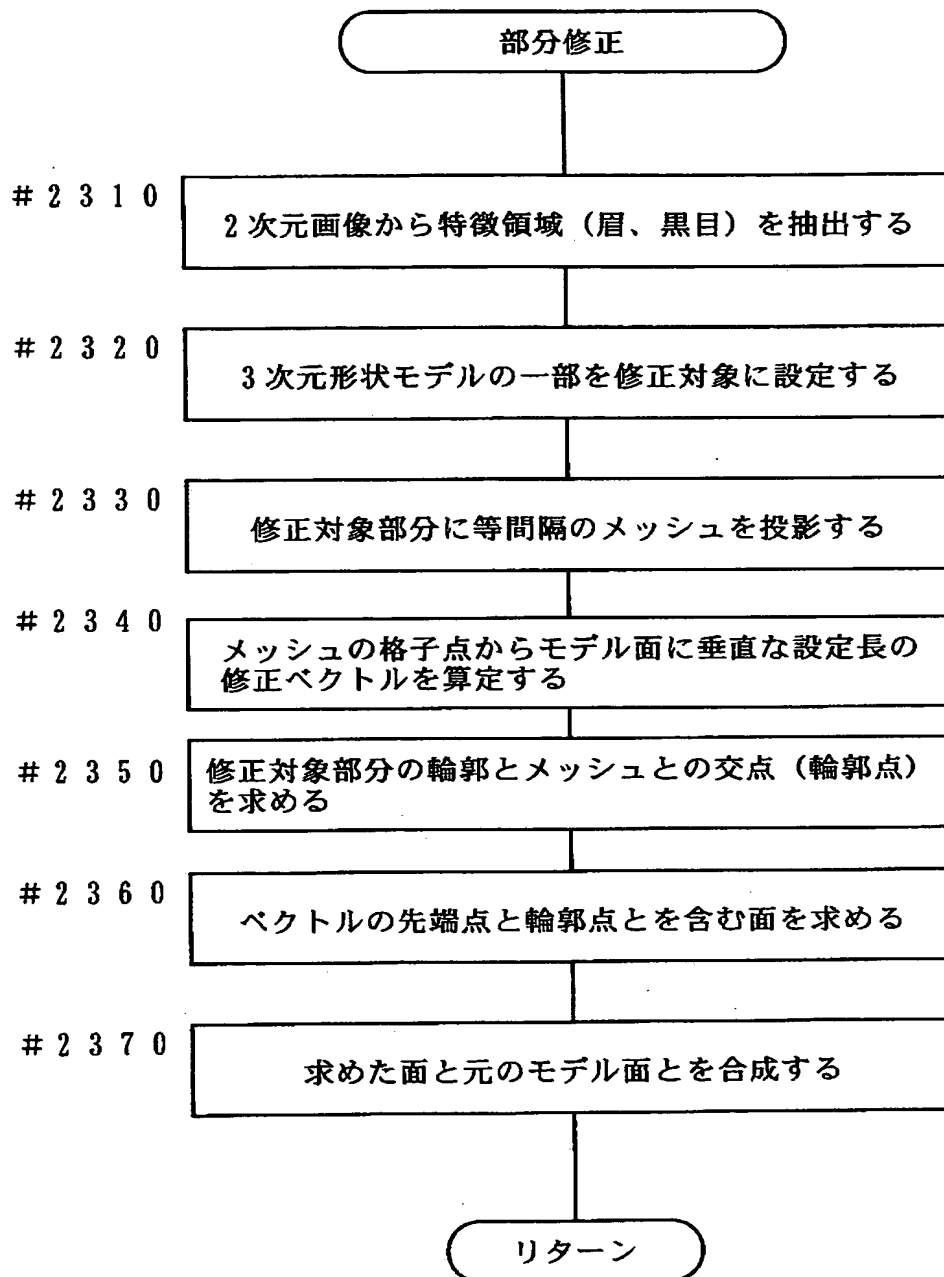 部分修正
#2310
2次元画像から特徴領域（眉、黒目）を抽出する
#2320
3次元形状モデルの一部を修正対象に設定する
#2330
修正対象部分に等間隔のメッシュを投影する
#2340
メッシュの格子点からモデル面に垂直な設定長の
修正ベクトルを算定する
#2350
修正対象部分の輪郭とメッシュとの交点（輪郭点）
を求める
#2360
ベクトルの先端点と輪郭点とを含む面を求める
#2370
求めた面と元のモデル面とを合成する
リターン